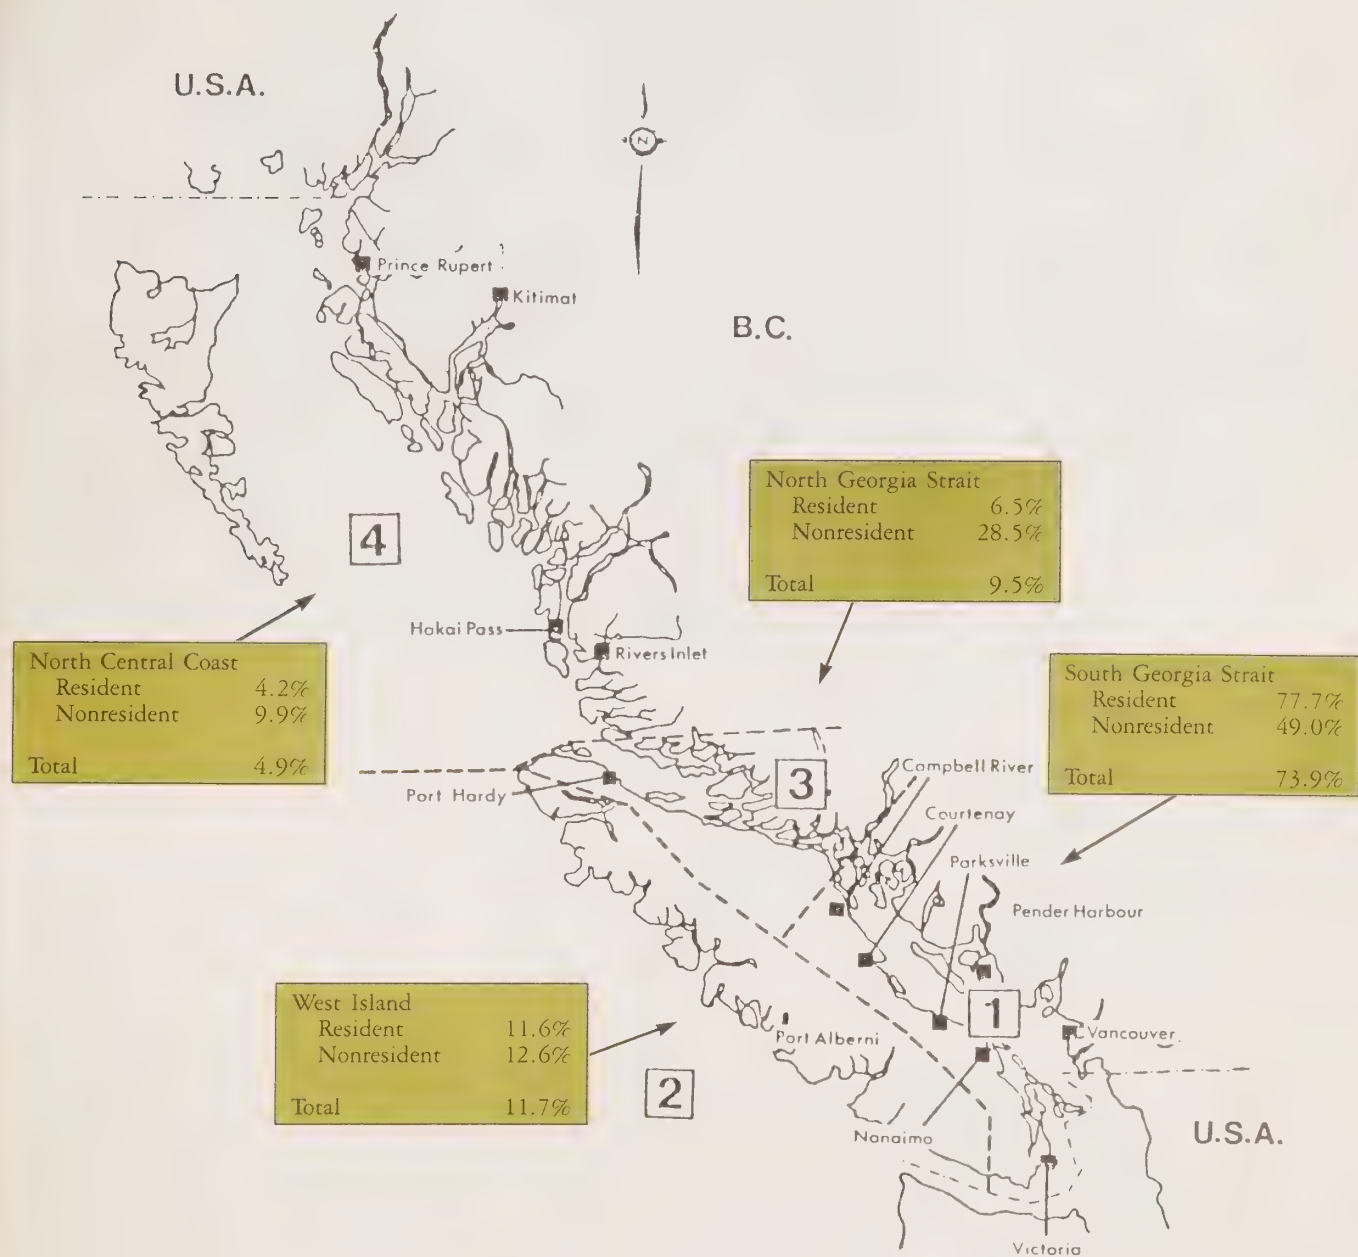 U.S.A.
N
Prince Rupert
Kitimat
B.C.
North Georgia Strait
Resident 6.5%
Nonresident 28.5%
Total 9.5%
4
Hakai Pass
Rivers Inlet
North Central Coast
Resident 4.2%
Nonresident 9.9%
Total 4.9%
South Georgia Strait
Resident 77.7%
Nonresident 49.0%
Total 73.9%
3
Campbell River
Port Hardy
Courtenay
Parksville
Pender Harbour
West Island
Resident 11.6%
Nonresident 12.6%
Total 11.7%
1
Port Alberni
Vancouver
2
Nanaimo
U.S.A.
Victoria